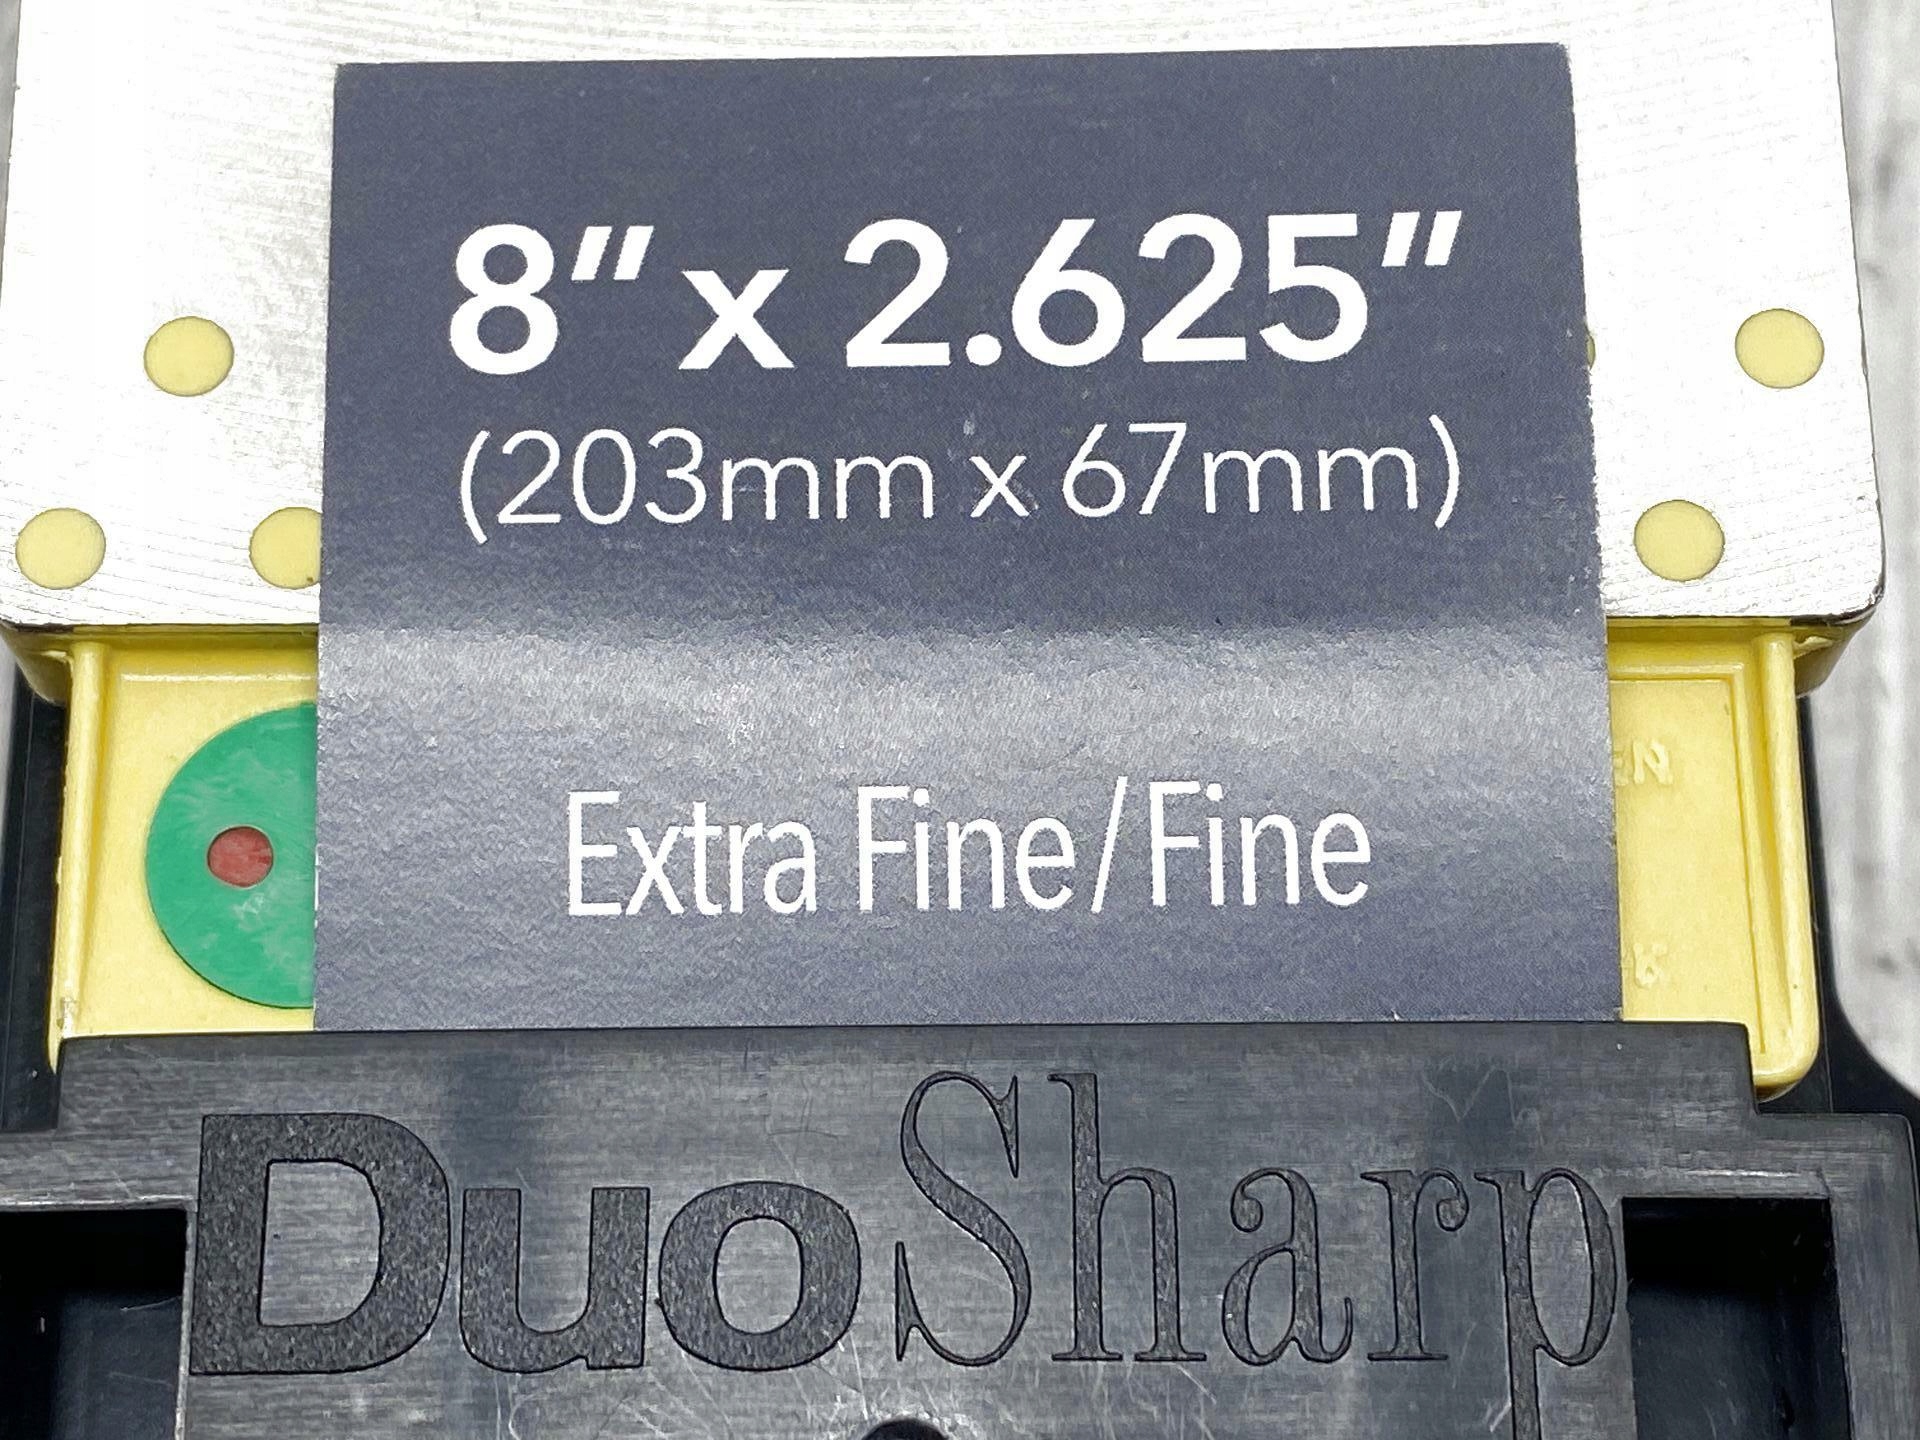 8" x 2.625"
(203mm x 67mm)
Extra Fine/Fine
DuoSharp